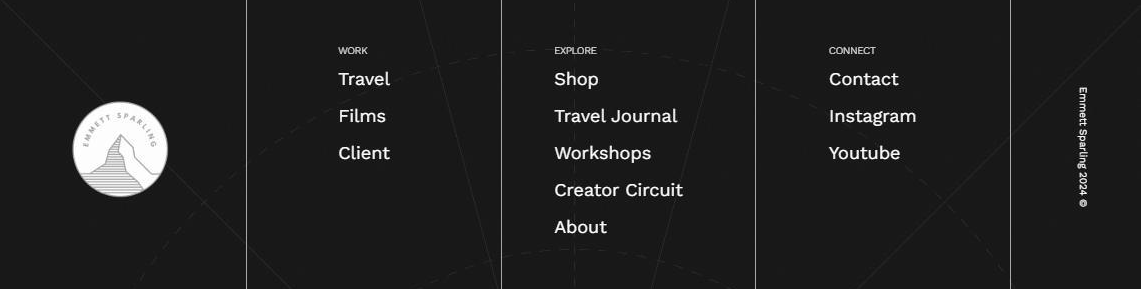 EMMETT SPARLING
WORK
Travel
Films
Client
EXPLORE
Shop
Travel Journal
Workshops
Creator Circuit
About
CONNECT
Contact
Instagram
Youtube
Emmett Sparling 2024 ©